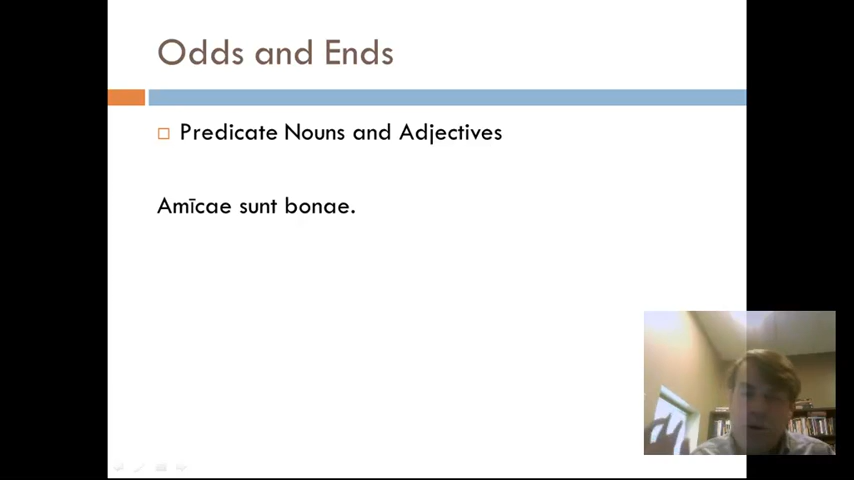 Odds and Ends
Predicate Nouns and Adjectives
Amīcae sunt bonae.